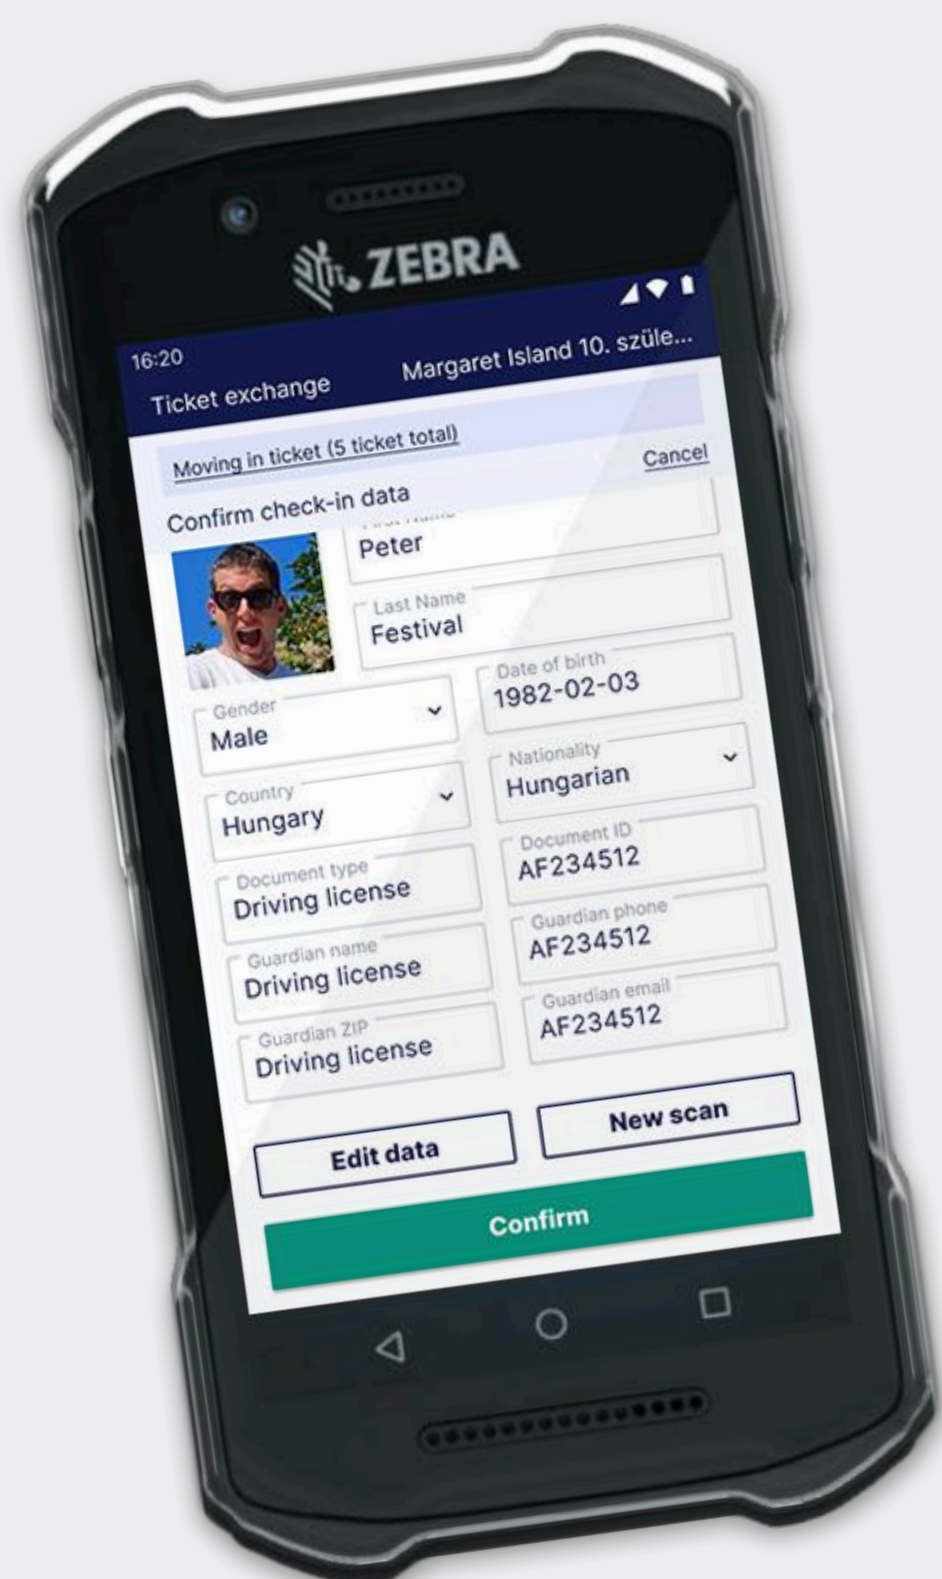 ZEBRA
16:20
Ticket exchange Margaret Island 10. szüle...
Moving in ticket (5 ticket total)
Confirm check-in data Cancel
First Name
Peter
Last Name
Festival
Gender
Male
Date of birth
1982-02-03
Country
Hungary
Nationality
Hungarian
Document type
Driving license
Document ID
AF234512
Guardian name
Driving license
Guardian phone
AF234512
Guardian ZIP
Driving license
Guardian email
AF234512
Edit data
New scan
Confirm